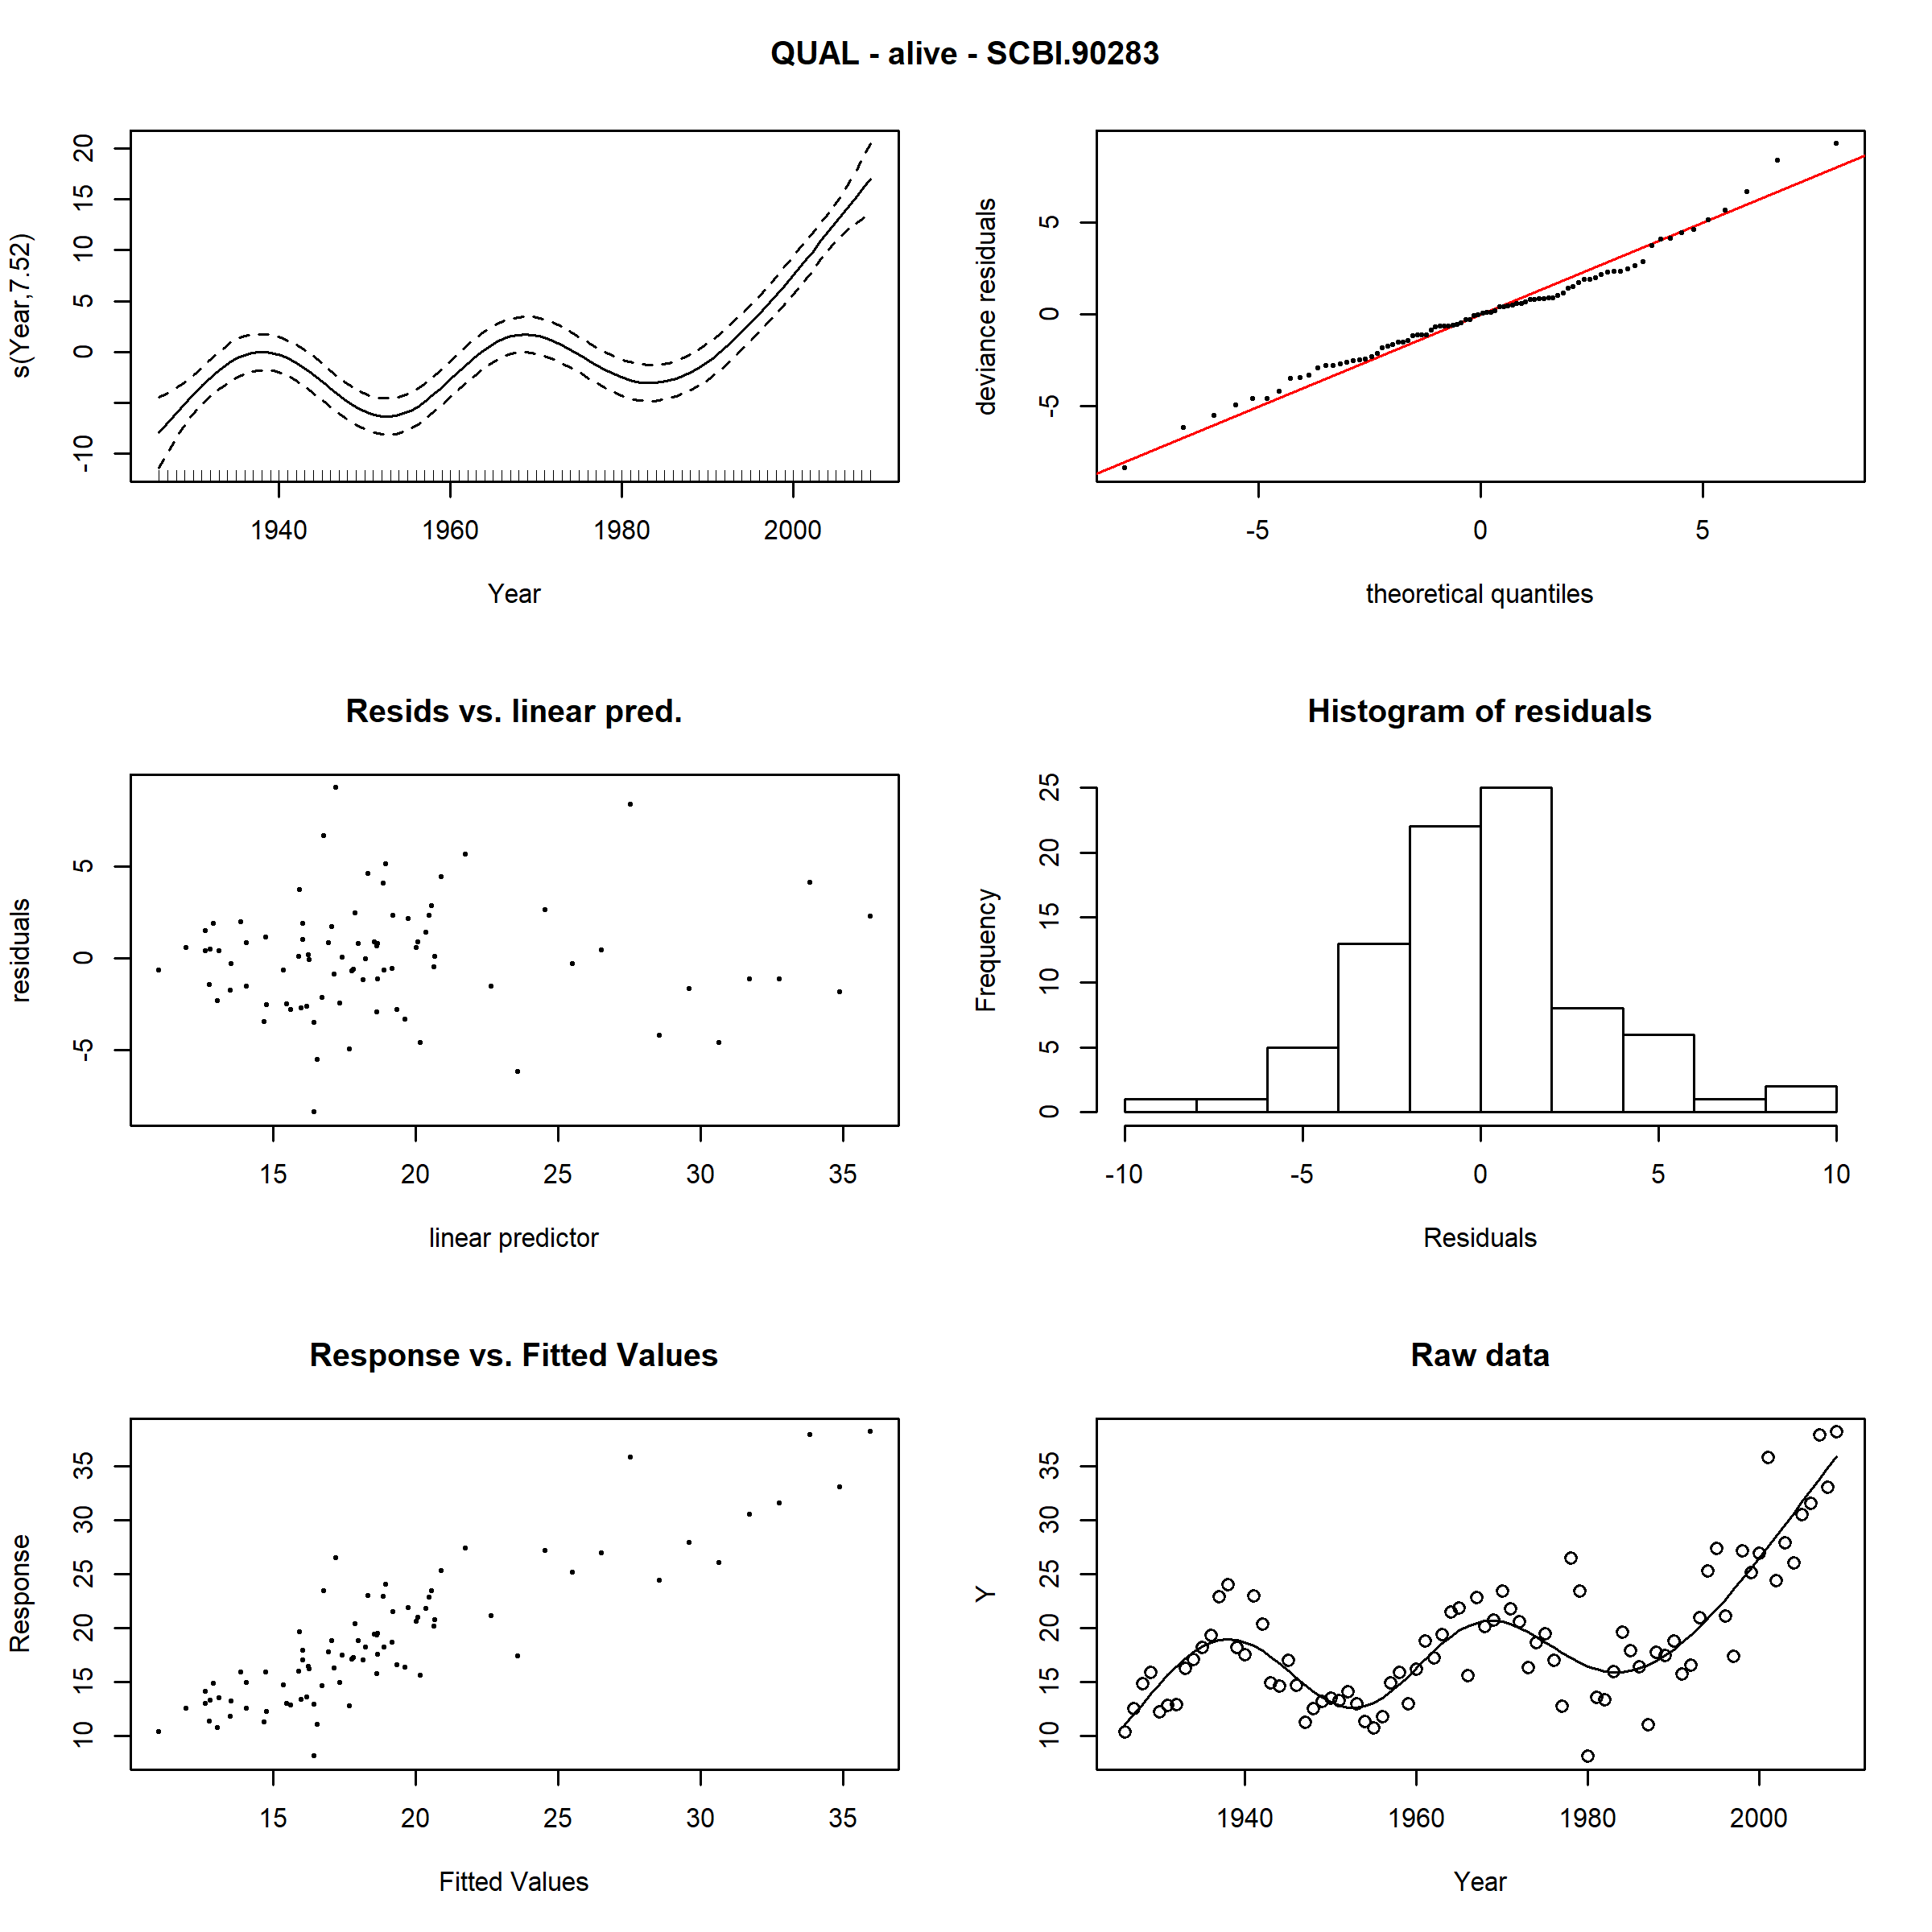 QUAL - alive - SCBI.90283
s(Year,7.52)
20
15
10
5
0
-10
1940 1960 1980 2000
Year
deviance residuals
5
0
-5
-5 0 5
theoretical quantiles
Resids vs. linear pred.
residuals
5
0
-5
15 20 25 30 35
linear predictor
Histogram of residuals
Frequency
25
20
15
10
5
0
-10 -5 0 5 10
Residuals
Response vs. Fitted Values
Response
35
30
25
20
15
10
15 20 25 30 35
Fitted Values
Raw data
Y
35
30
25
20
15
10
1940 1960 1980 2000
Year